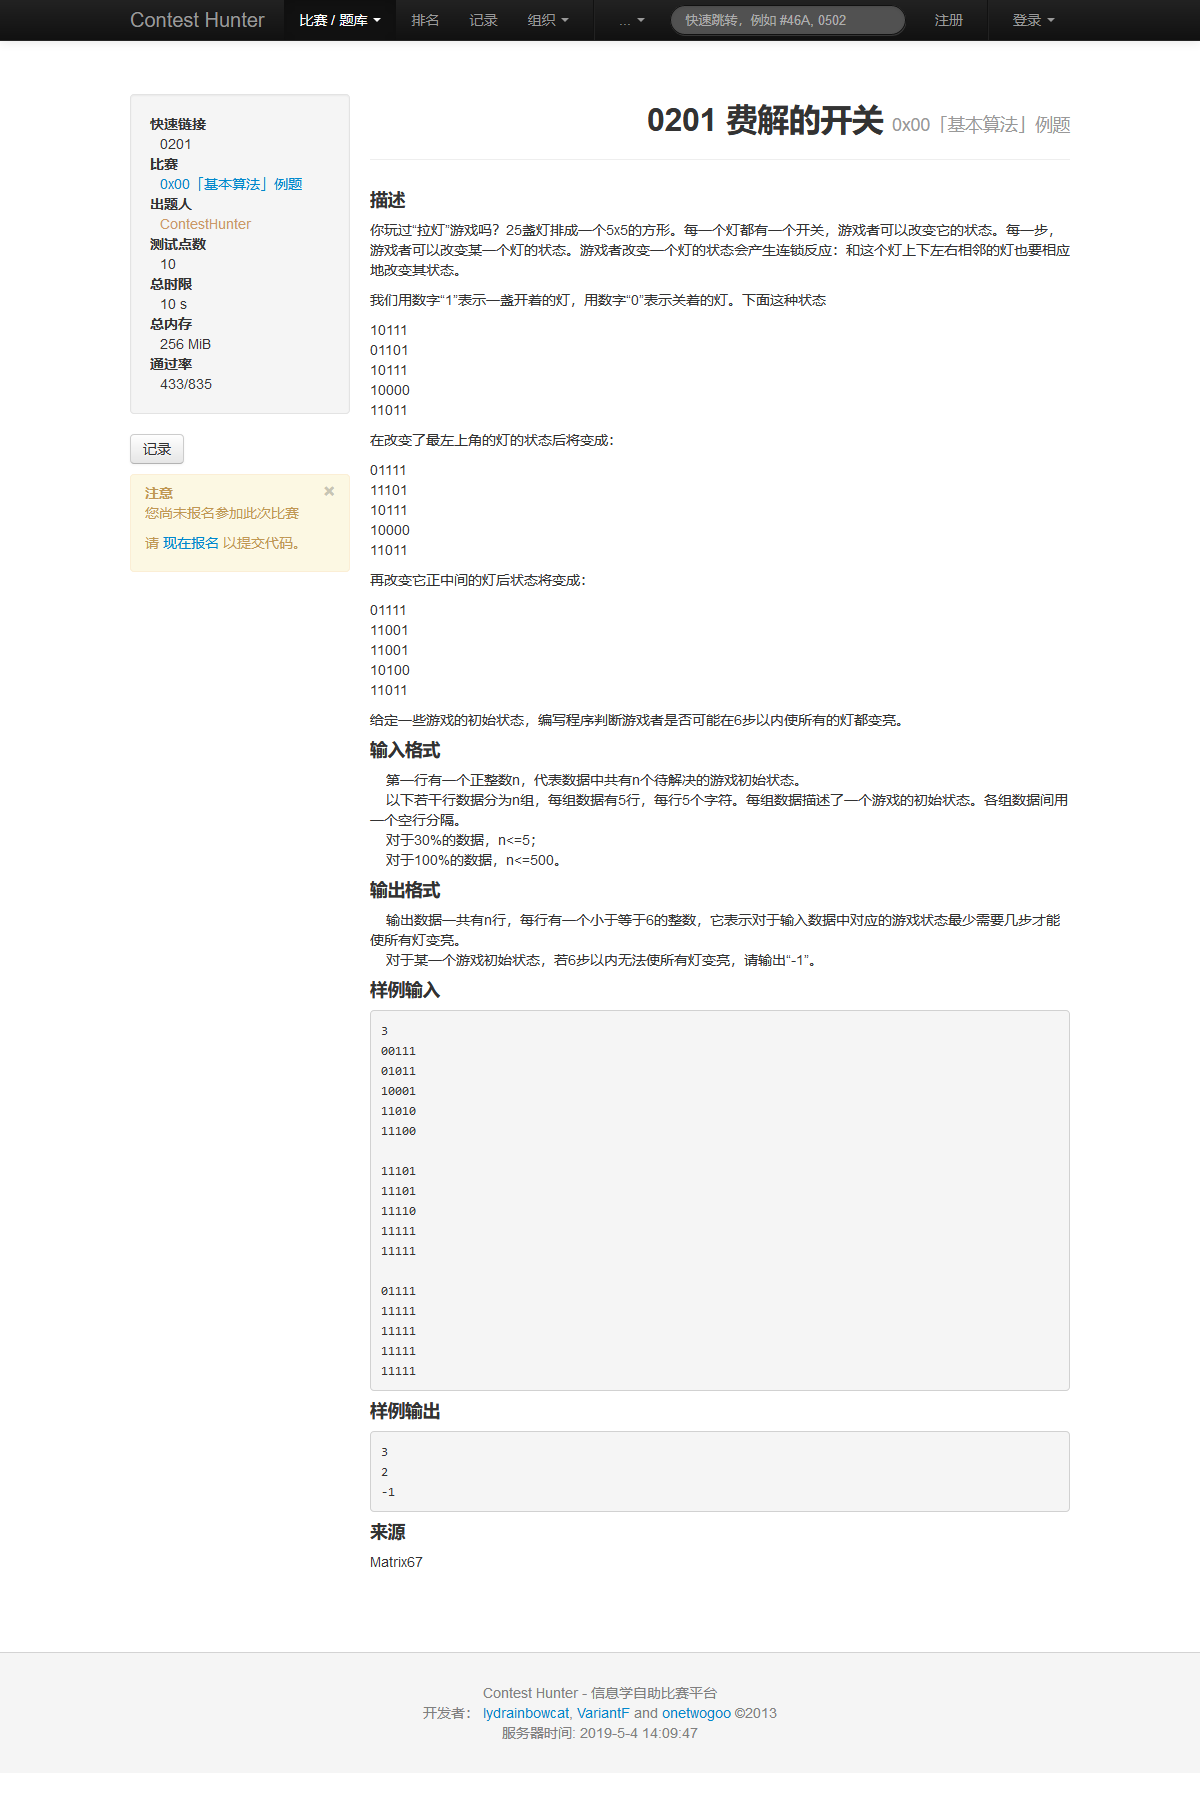 Contest Hunter 比赛 / 题库 排名 记录 组织 ... 快速跳转，例如 #46A, 0502 注册 登录
快速链接
0201
比赛
0x00「基本算法」例题
出题人
ContestHunter
测试点数
10
总时限
10 s
总内存
256 MiB
通过率
433/835
记录
注意 ×
您尚未报名参加此次比赛
请 现在报名 以提交代码。
0201 费解的开关 0x00「基本算法」例题
描述
你玩过“拉灯”游戏吗？25盏灯排成一个5x5的方形。每一个灯都有一个开关，游戏者可以改变它的状态。每一步，
游戏者可以改变某一个灯的状态。游戏者改变一个灯的状态会产生连锁反应：和这个灯上下左右相邻的灯也要相应
地改变其状态。
我们用数字“1”表示一盏开着的灯，用数字“0”表示关着的灯。下面这种状态
10111
01101
10111
10000
11011
在改变了最左上角的灯的状态后将变成：
01111
11101
10111
10000
11011
再改变它正中间的灯后状态将变成：
01111
11001
11001
10100
11011
给定一些游戏的初始状态，编写程序判断游戏者是否可能在6步以内使所有的灯都变亮。
输入格式
第一行有一个正整数n，代表数据中共有n个待解决的游戏初始状态。
以下若干行数据分为n组，每组数据有5行，每行5个字符。每组数据描述了一个游戏的初始状态。各组数据间用
一个空行分隔。
对于30%的数据，n<=5；
对于100%的数据，n<=500。
输出格式
输出数据一共有n行，每行有一个小于等于6的整数，它表示对于输入数据中对应的游戏状态最少需要几步才能
使所有灯变亮。
对于某一个游戏初始状态，若6步以内无法使所有灯变亮，请输出“-1”。
样例输入
3
00111
01011
10001
11010
11100
11101
11101
11110
11111
11111
01111
11111
11111
11111
11111
样例输出
3
2
-1
来源
Matrix67
Contest Hunter - 信息学自助比赛平台
开发者： lydrainbowcat, VariantF and onetwogoo ©2013
服务器时间: 2019-5-4 14:09:47